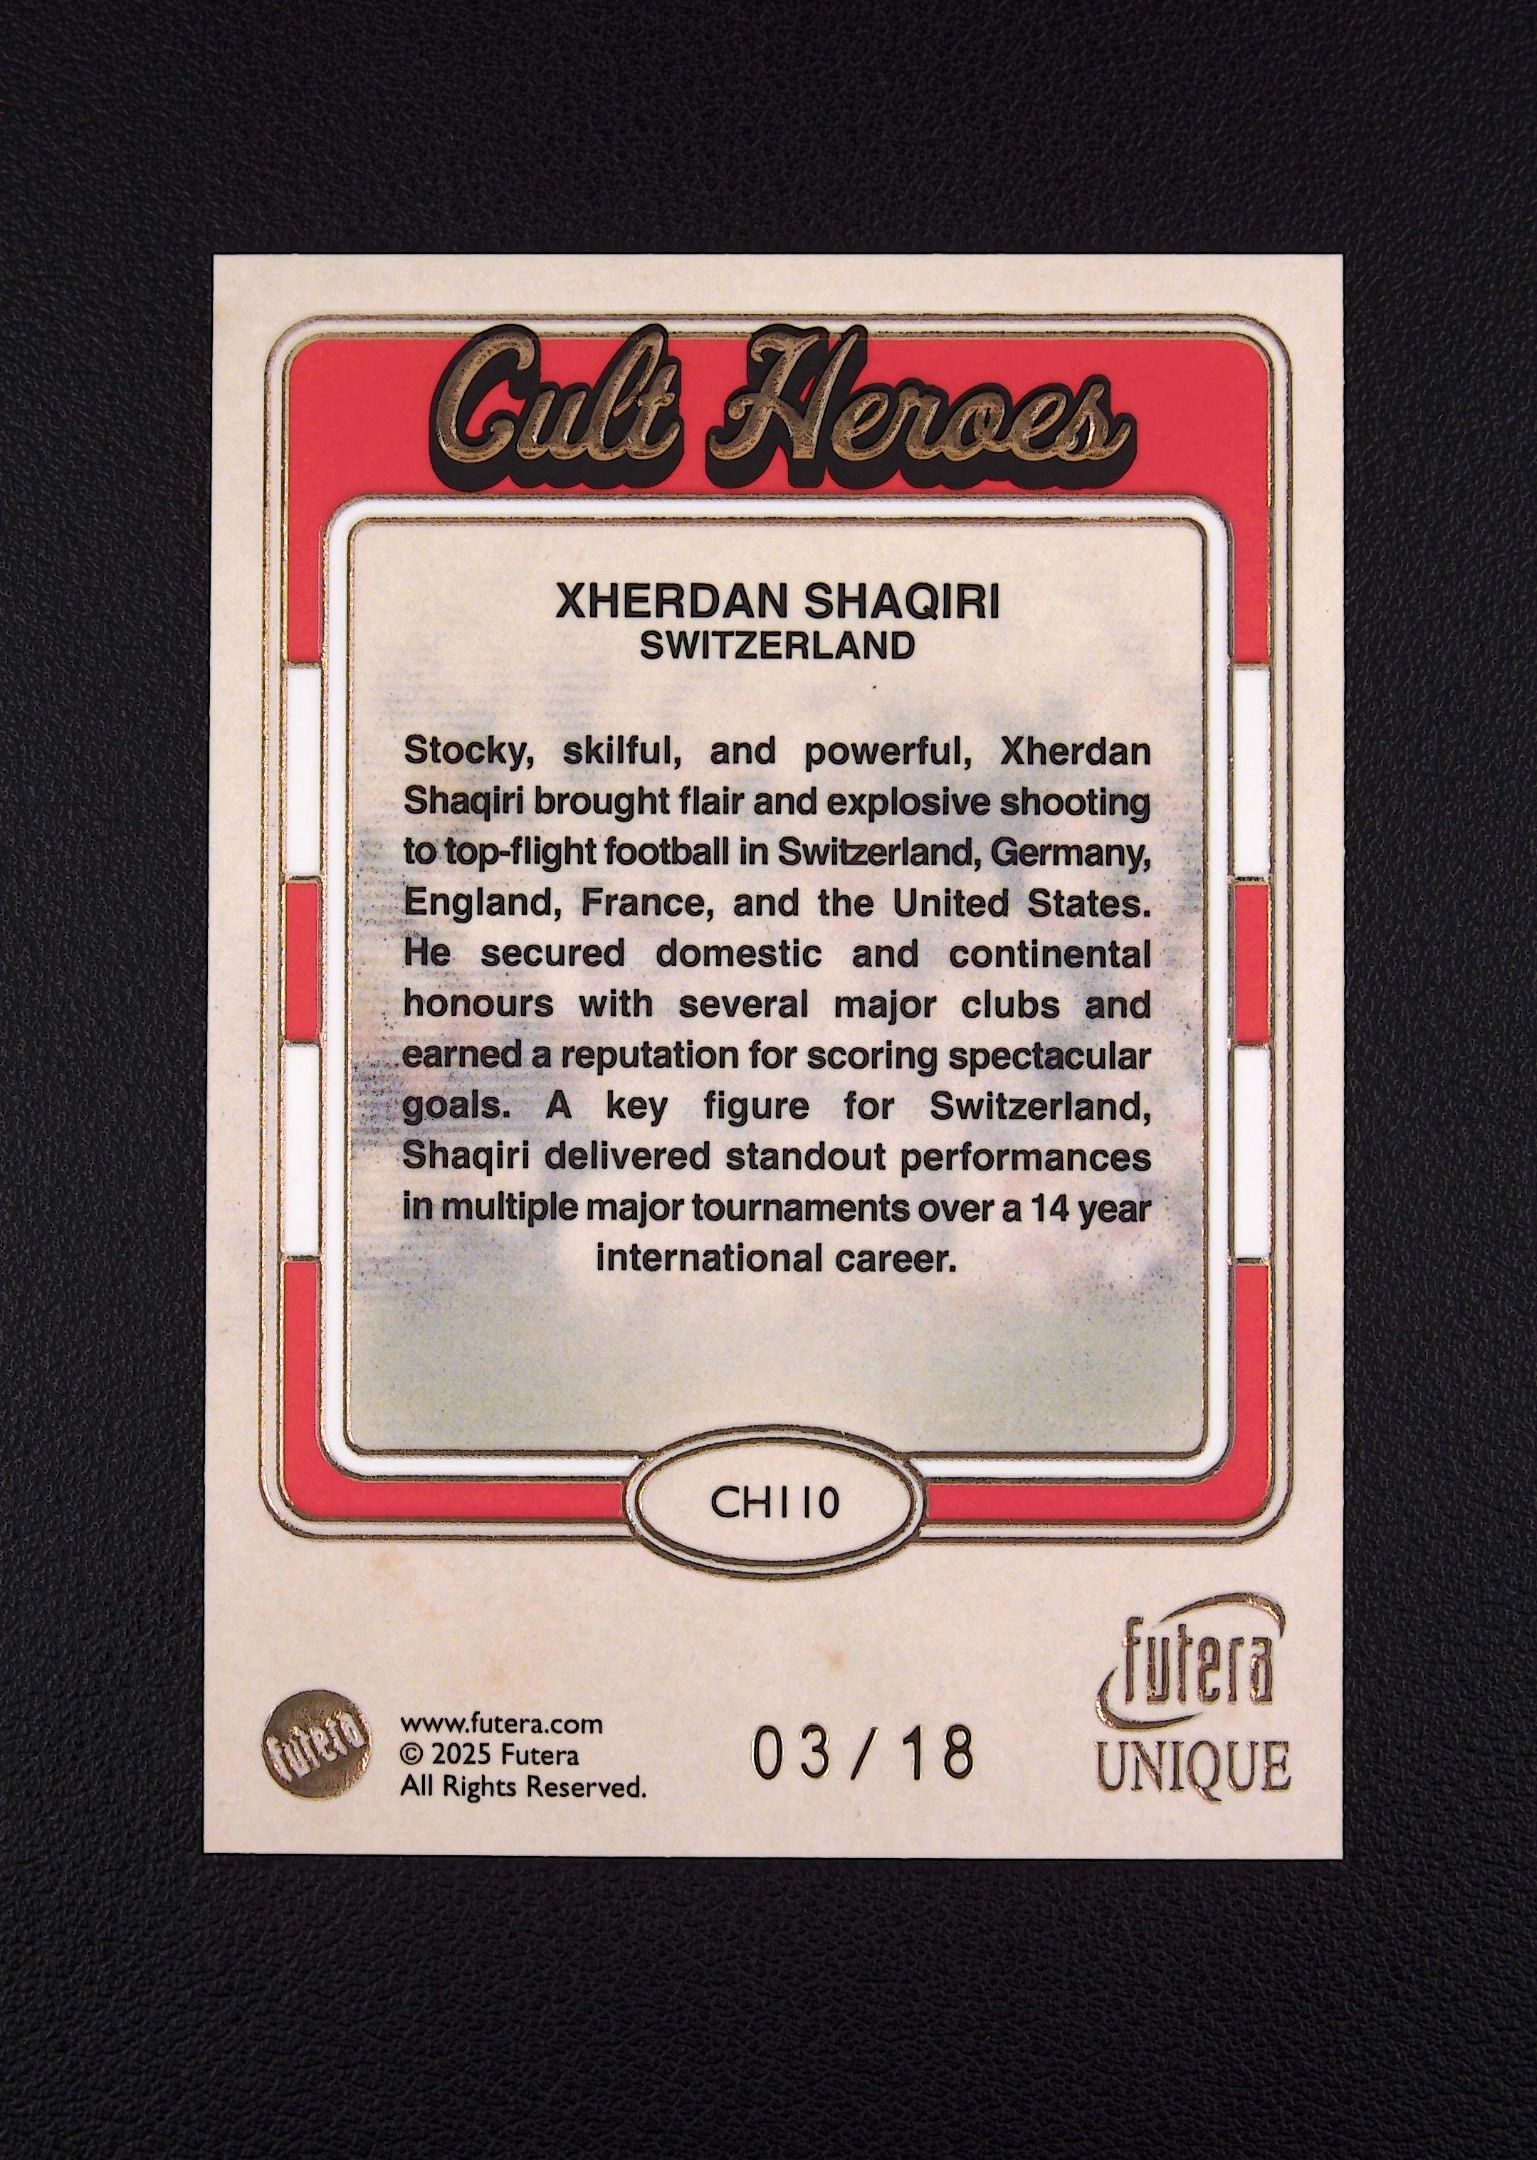 Cult Heroes
XHERDAN SHAQIRI
SWITZERLAND
Stocky, skilful, and powerful, Xherdan
Shaqiri brought flair and explosive shooting
to top-flight football in Switzerland, Germany,
England, France, and the United States.
He secured domestic and continental
honours with several major clubs and
earned a reputation for scoring spectacular
goals. A key figure for Switzerland,
Shaqiri delivered standout performances
in multiple major tournaments over a 14 year
international career.
CH110
futera
www.futera.com
© 2025 Futera
All Rights Reserved.
03/18
futera
UNIQUE